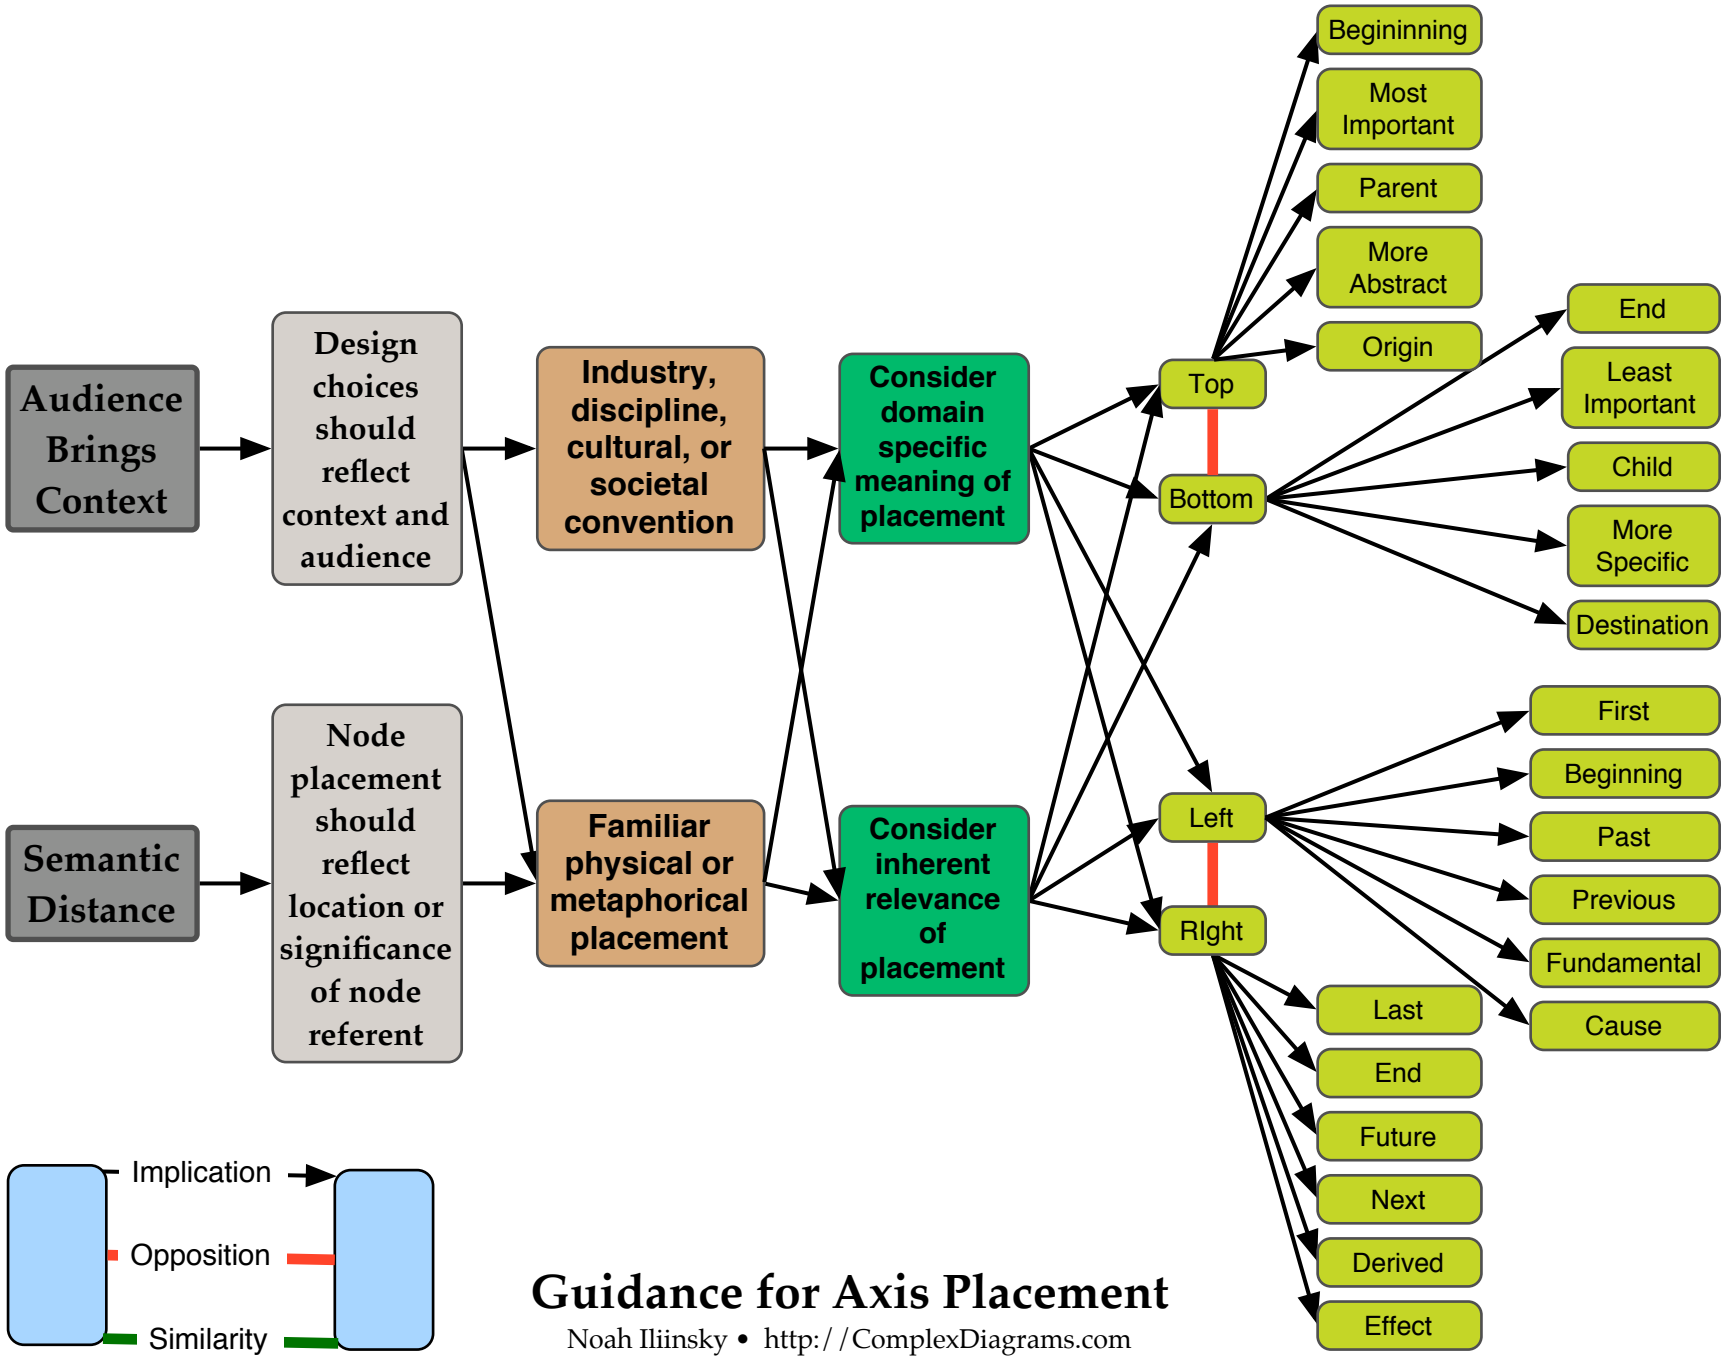 Audience
Brings
Context
Design
choices
should
reflect
context and
audience
Industry,
discipline,
cultural, or
societal
convention
Consider
domain
specific
meaning of
placement
Semantic
Distance
Node
placement
should
reflect
location or
significance
of node
referent
Familiar
physical or
metaphorical
placement
Consider
inherent
relevance
of
placement
Top
Bottom
Left
RIght
Begininning
Most
Important
Parent
More
Abstract
Origin
End
Least
Important
Child
More
Specific
Destination
First
Beginning
Past
Previous
Fundamental
Cause
Last
End
Future
Next
Derived
Effect
Implication
Opposition
Similarity
Guidance for Axis Placement
Noah Iliinsky • http://ComplexDiagrams.com